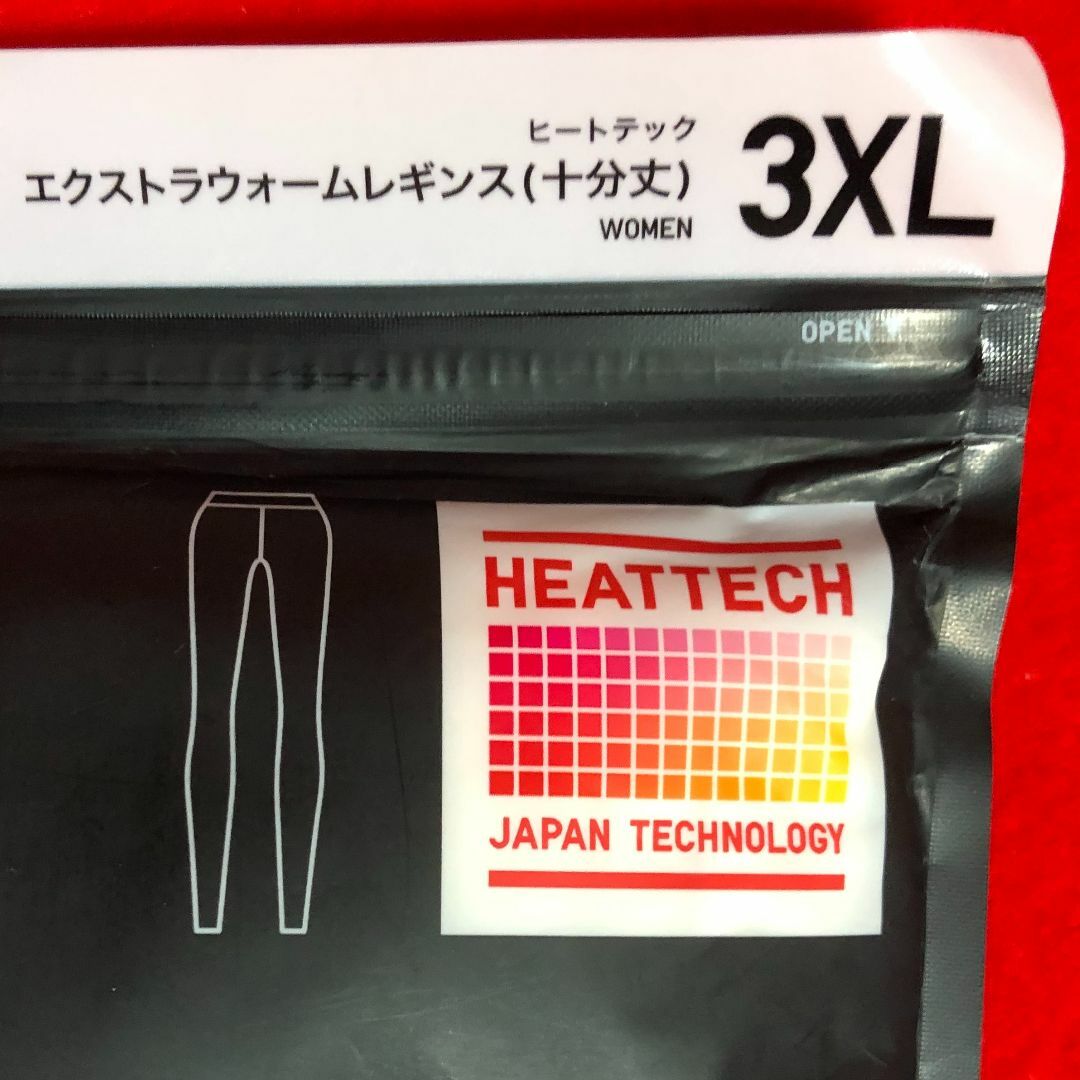 ヒートテック
エクストラウォームレギンス(十分丈)
WOMEN
3XL
OPEN
HEATTECH
JAPAN TECHNOLOGY